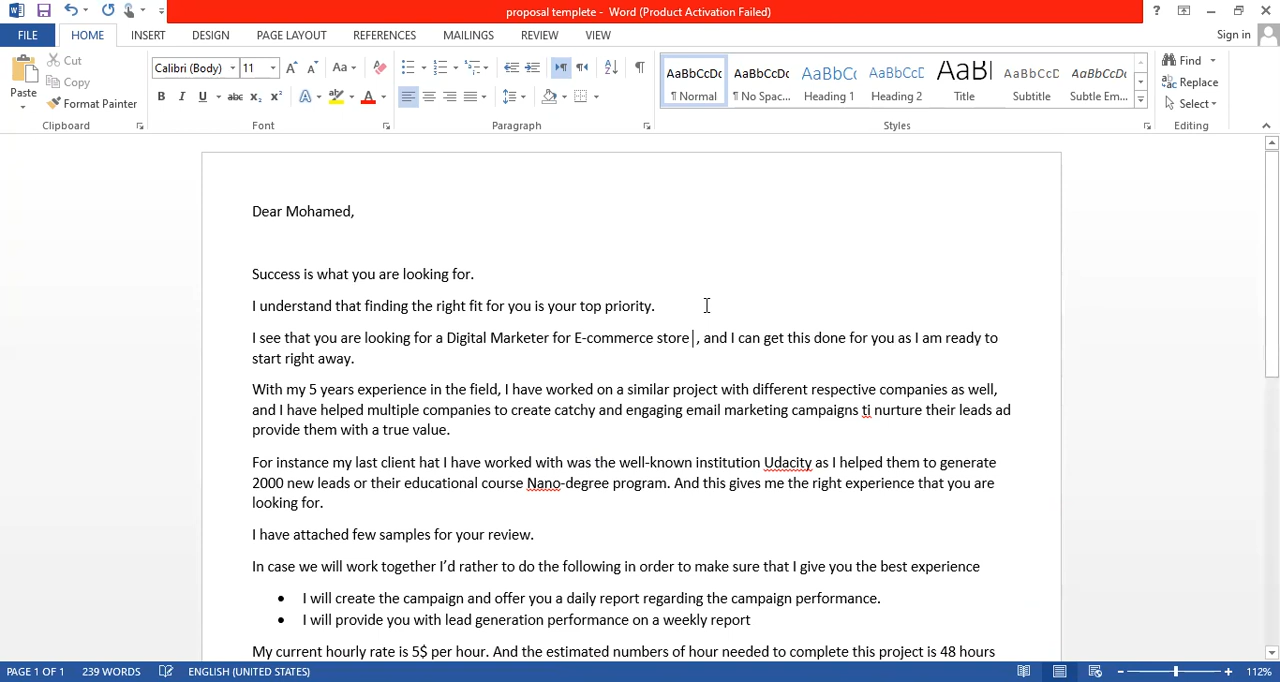 proposal templete - Word (Product Activation Failed)
FILE HOME INSERT DESIGN PAGE LAYOUT REFERENCES MAILINGS REVIEW VIEW Sign in
Paste
Cut
Copy
Format Painter
Clipboard
Calibri (Body) 11
Font
Paragraph
AaBbCcDc AaBbCcDc AaBbCc AaBbCcD AaB AaBbCcD AaBbCcDc
¶ Normal ¶ No Spac... Heading 1 Heading 2 Title Subtitle Subtle Em...
Styles
Find
Replace
Select
Editing
Dear Mohamed,
Success is what you are looking for.
I understand that finding the right fit for you is your top priority.
I see that you are looking for a Digital Marketer for E-commerce store , and I can get this done for you as I am ready to
start right away.
With my 5 years experience in the field, I have worked on a similar project with different respective companies as well,
and I have helped multiple companies to create catchy and engaging email marketing campaigns ti nurture their leads ad
provide them with a true value.
For instance my last client hat I have worked with was the well-known institution Udacity as I helped them to generate
2000 new leads or their educational course Nano-degree program. And this gives me the right experience that you are
looking for.
I have attached few samples for your review.
In case we will work together I'd rather to do the following in order to make sure that I give you the best experience
• I will create the campaign and offer you a daily report regarding the campaign performance.
• I will provide you with lead generation performance on a weekly report
My current hourly rate is 5$ per hour. And the estimated numbers of hour needed to complete this project is 48 hours
PAGE 1 OF 1 239 WORDS ENGLISH (UNITED STATES) 112%